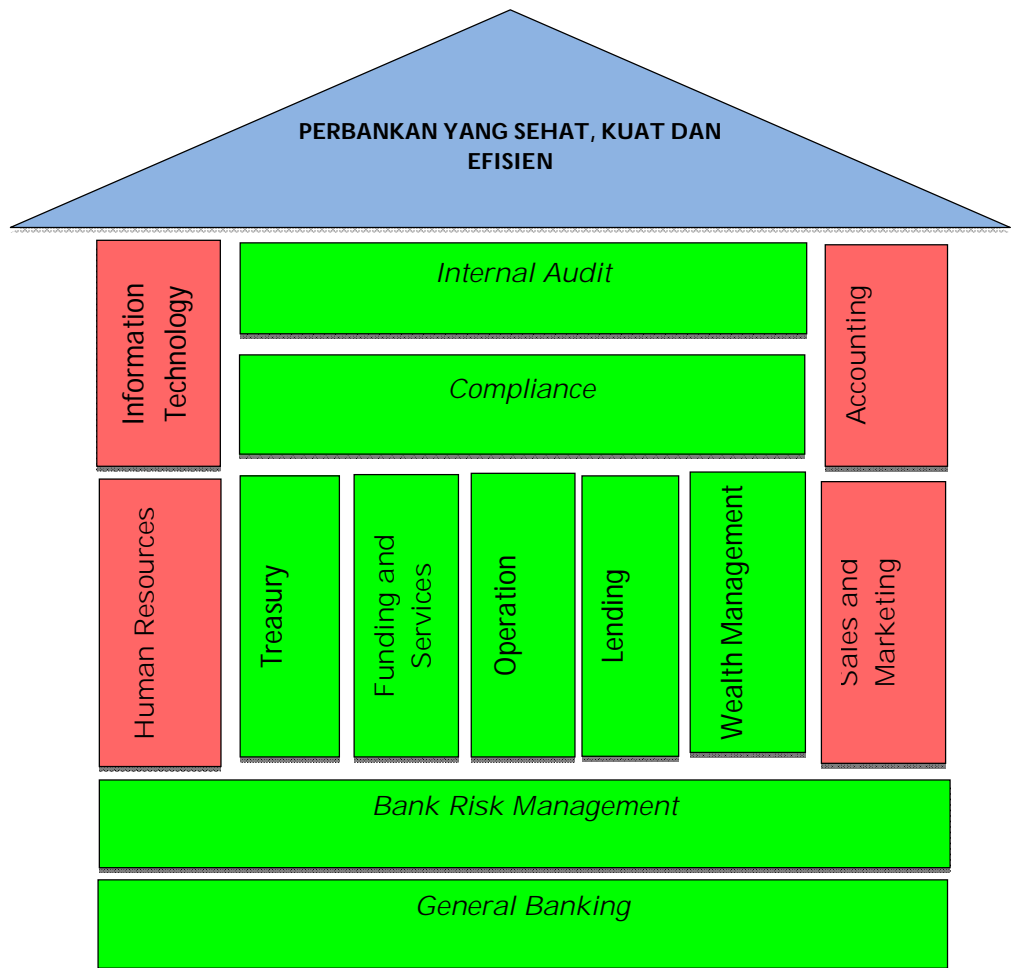 PERBANKAN YANG SEHAT, KUAT DAN
EFISIEN
Information
Technology
Internal Audit
Compliance
Accounting
Human Resources
Treasury
Funding and
Services
Operation
Lending
Wealth Management
Sales and
Marketing
Bank Risk Management
General Banking